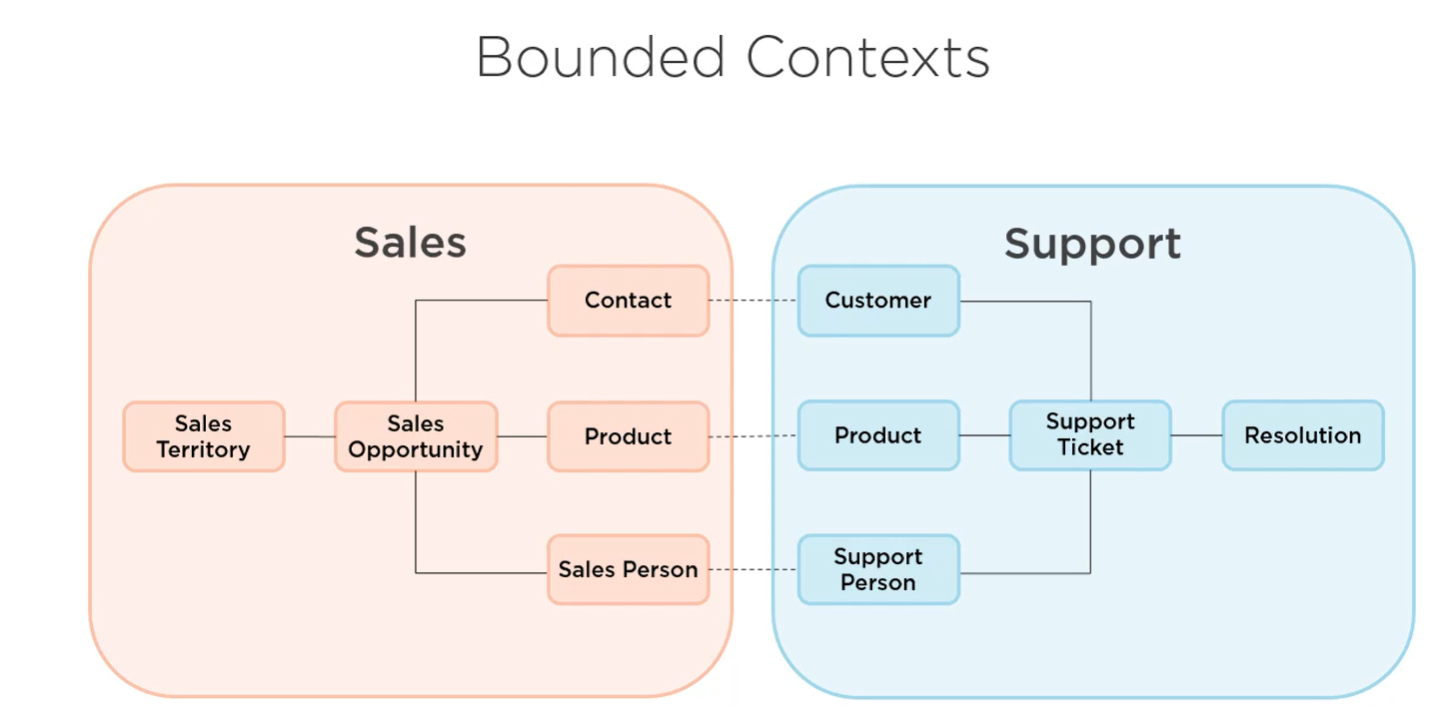 Bounded Contexts
Sales
Support
Contact
Customer
Sales
Territory
Sales
Opportunity
Product
Product
Support
Ticket
Resolution
Sales Person
Support
Person